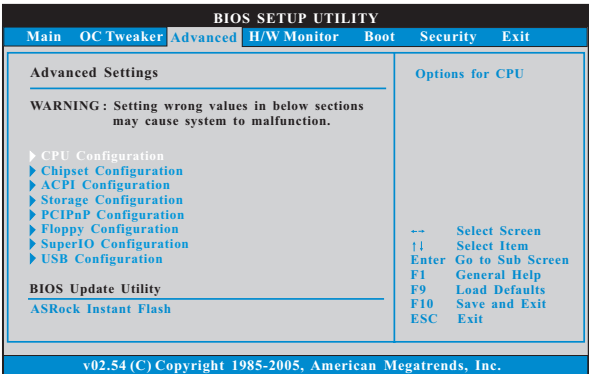 BIOS SETUP UTILITY
Main OC Tweaker Advanced H/W Monitor Boot Security Exit
Advanced Settings
WARNING : Setting wrong values in below sections
may cause system to malfunction.
CPU Configuration
Chipset Configuration
ACPI Configuration
Storage Configuration
PCIPnP Configuration
Floppy Configuration
SuperIO Configuration
USB Configuration
BIOS Update Utility
ASRock Instant Flash
Options for CPU
←→ Select Screen
↑↓ Select Item
Enter Go to Sub Screen
F1 General Help
F9 Load Defaults
F10 Save and Exit
ESC Exit
v02.54 (C) Copyright 1985-2005, American Megatrends, Inc.